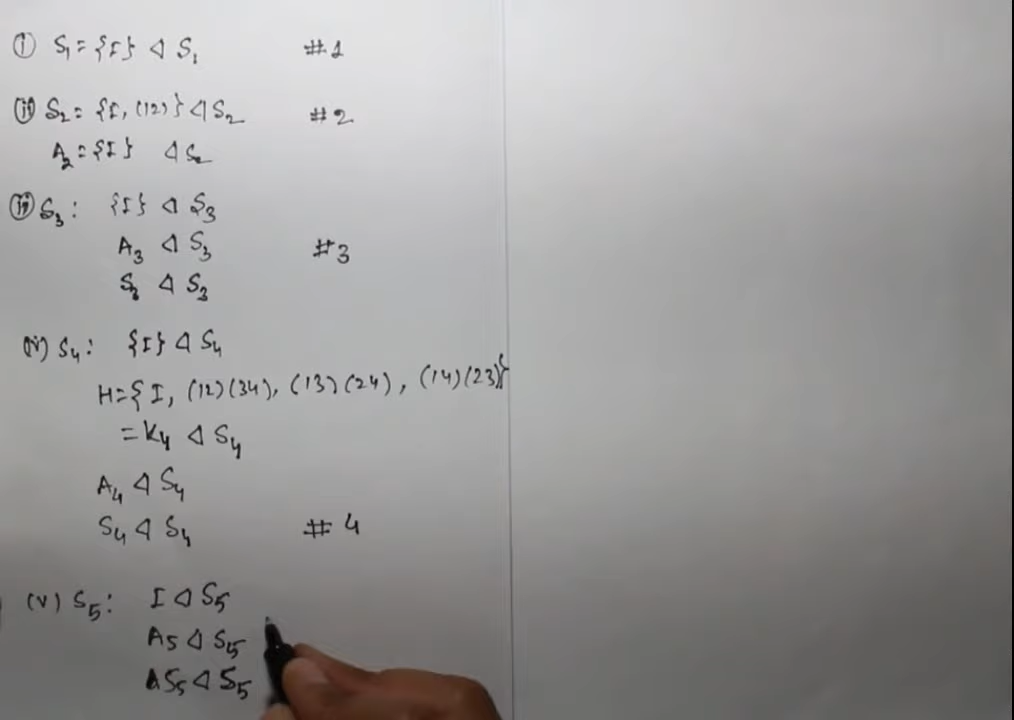 (i) S₁ = {I} ◁ S₁ #1
(ii) S₂ = {I, (12)} ◁ S₂ #2
A₂ = {I} ◁ S₂
(iii) S₃: {I} ◁ S₃
A₃ ◁ S₃ #3
S₃ ◁ S₃
(iv) S₄: {I} ◁ S₄
H = {I, (12)(34), (13)(24), (14)(23)}
= K₄ ◁ S₄
A₄ ◁ S₄
S₄ ◁ S₄ #4
(v) S₅: I ◁ S₅
A₅ ◁ S₅
S₅ ◁ S₅